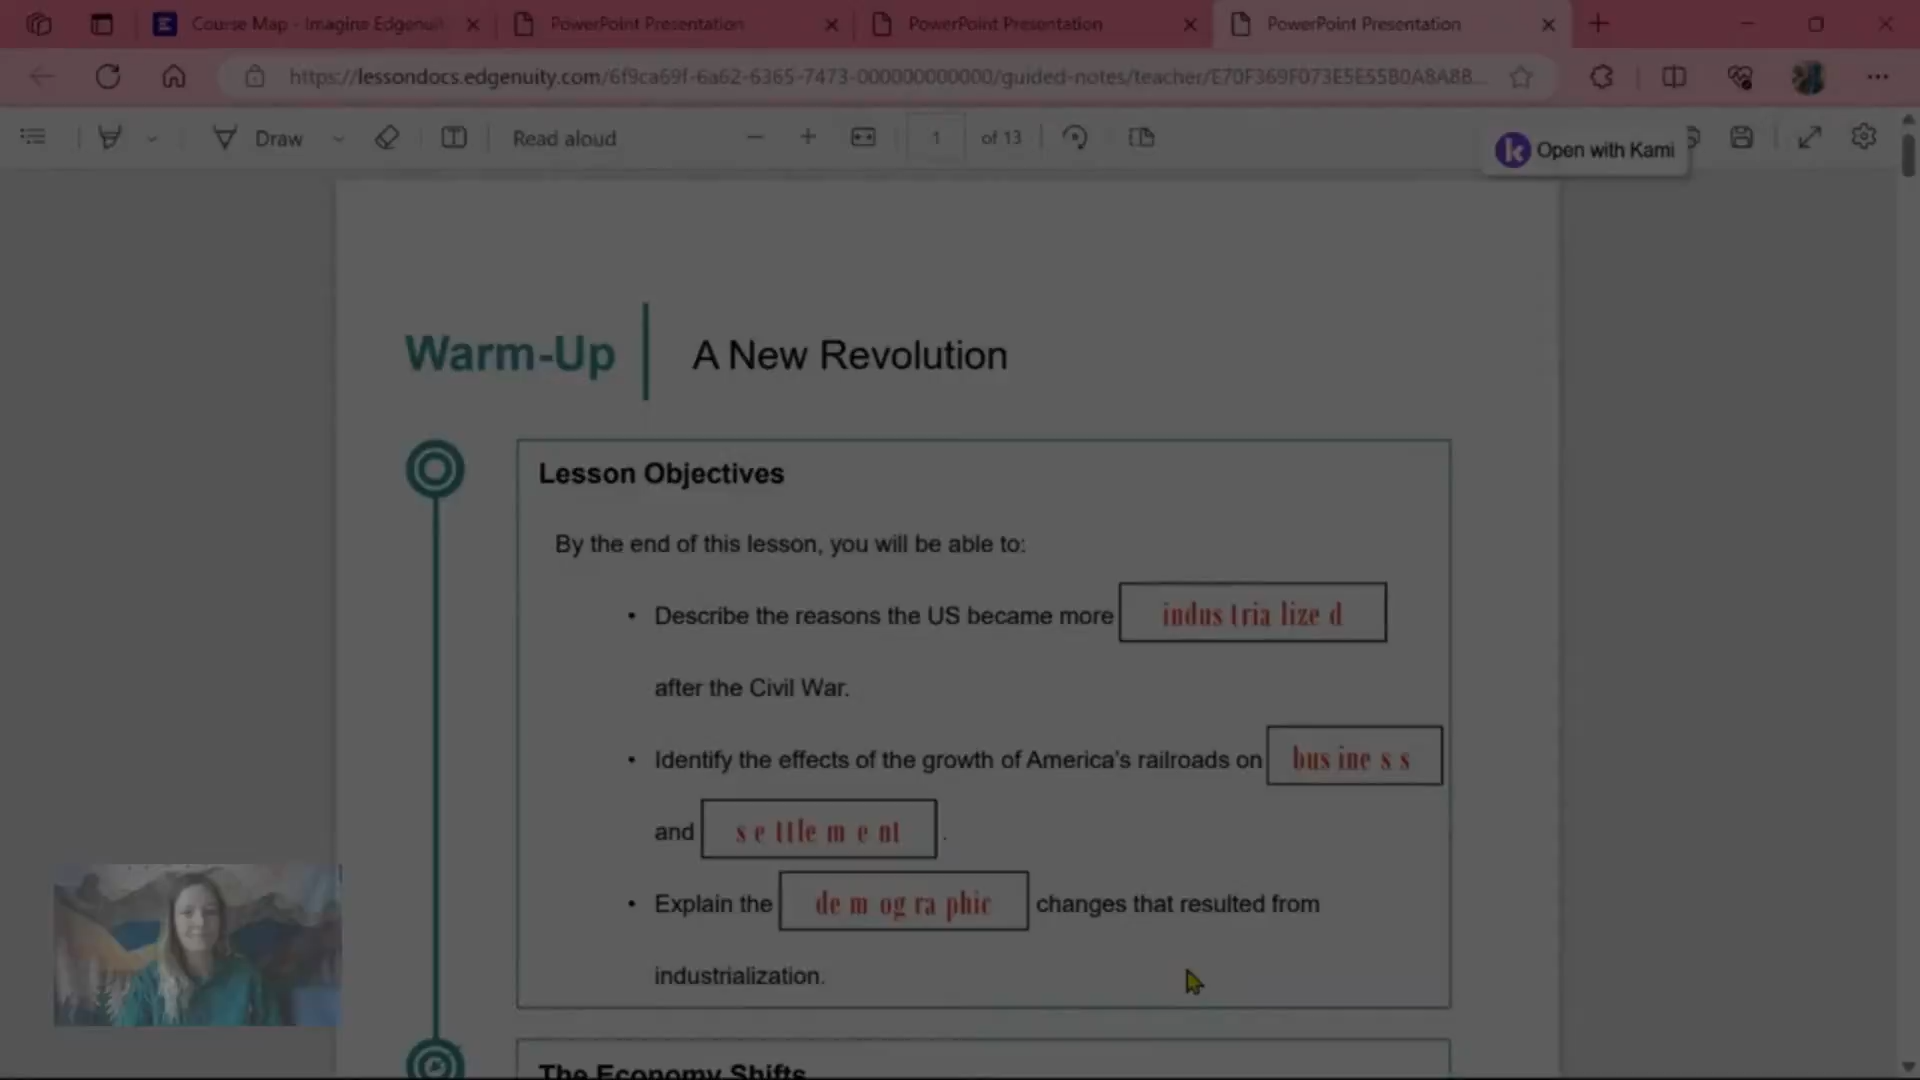 Course Map - Imagine Edgenuit
PowerPoint Presentation
PowerPoint Presentation
PowerPoint Presentation
https://lessondocs.edgenuity.com/6f9ca69f-6a62-6365-7473-000000000000/guided-notes/teacher/E70F369F073E5E55B0A8A8B...
Draw
Read aloud
1 of 13
Open with Kami
Warm-Up
A New Revolution
Lesson Objectives
By the end of this lesson, you will be able to:
• Describe the reasons the US became more industrialized
after the Civil War.
• Identify the effects of the growth of America's railroads on business
and settlement .
• Explain the demographic changes that resulted from
industrialization.
The Economy Shifts